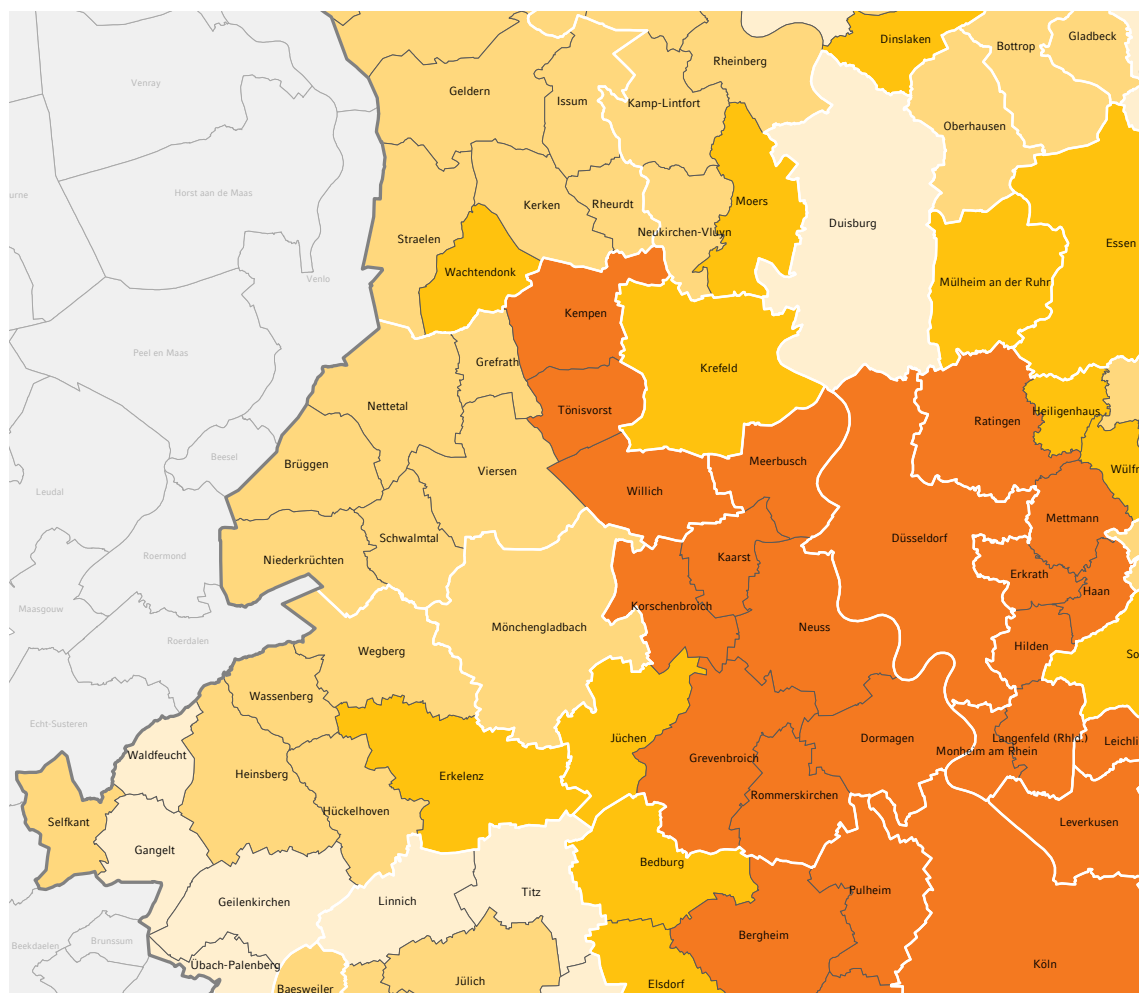 Dinslaken
Gladbeck
Bottrop
Rheinberg
Venray
Geldern
Issum
Kamp-Lintfort
Oberhausen
urne
Horst aan de Maas
Kerken
Rheurdt
Moers
Duisburg
Neukirchen-Vluyn
Straelen
Essen
Wachtendonk
Venlo
Mülheim an der Ruhr
Kempen
Peel en Maas
Grefrath
Krefeld
Nettetal
Tönisvorst
Heiligenhaus
Ratingen
Beesel
Brüggen
Viersen
Meerbusch
Wülfr
Leudal
Willich
Mettmann
Schwalmtal
Düsseldorf
Roermond
Niederkrüchten
Kaarst
Erkrath
Haan
Maasgouw
Korschenbroich
Mönchengladbach
Neuss
Roerdalen
Wegberg
Hilden
So
Wassenberg
Echt-Susteren
Jüchen
Dormagen
Langenfeld (Rhld.)
Leichli
Monheim am Rhein
Waldfeucht
Grevenbroich
Heinsberg
Erkelenz
Rommerskirchen
Hückelhoven
Selfkant
Leverkusen
Gangelt
Bedburg
Titz
Pulheim
Geilenkirchen
Linnich
Bergheim
Brunssum
Beekdaelen
Übach-Palenberg
Köln
Jülich
Elsdorf
Baesweiler